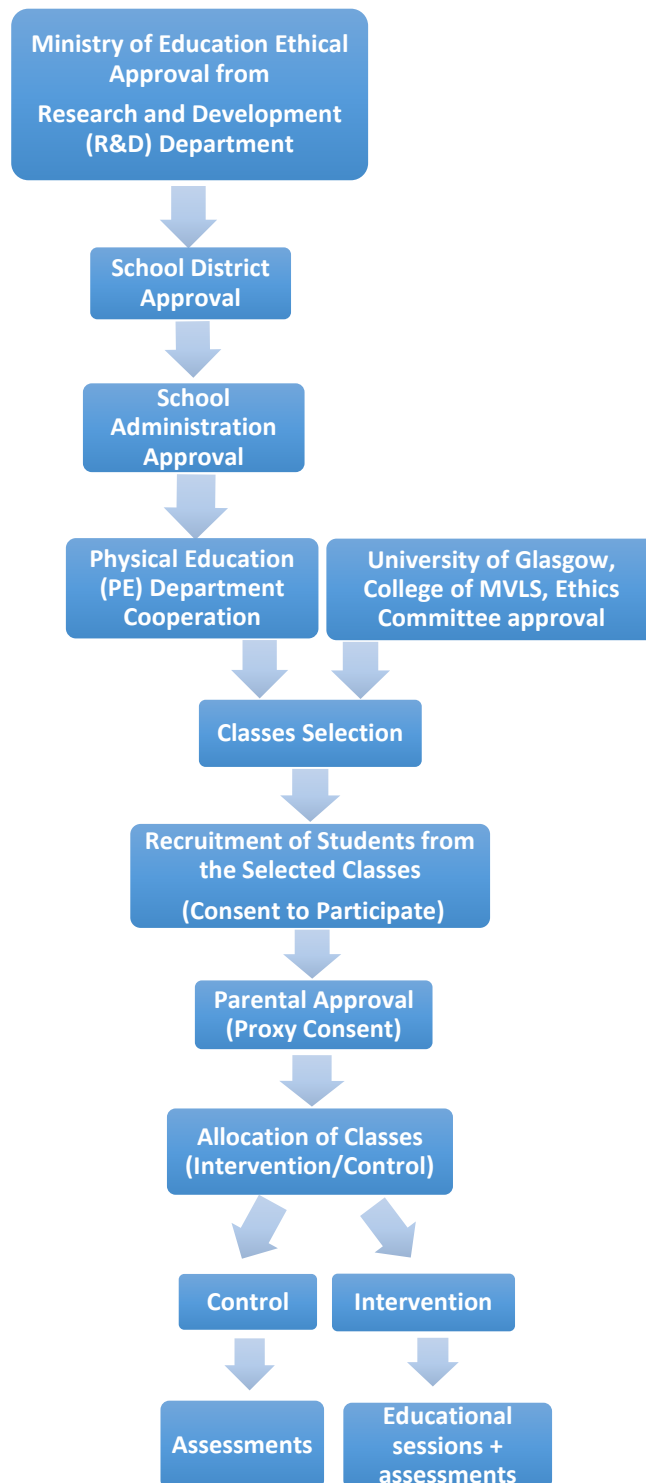 Ministry of Education Ethical
Approval from
Research and Development
(R&D) Department
School District
Approval
School
Administration
Approval
Physical Education
(PE) Department
Cooperation
University of Glasgow,
College of MVLS, Ethics
Committee approval
Classes Selection
Recruitment of Students from
the Selected Classes
(Consent to Participate)
Parental Approval
(Proxy Consent)
Allocation of Classes
(Intervention/Control)
Control
Intervention
Assessments
Educational
sessions +
assessments